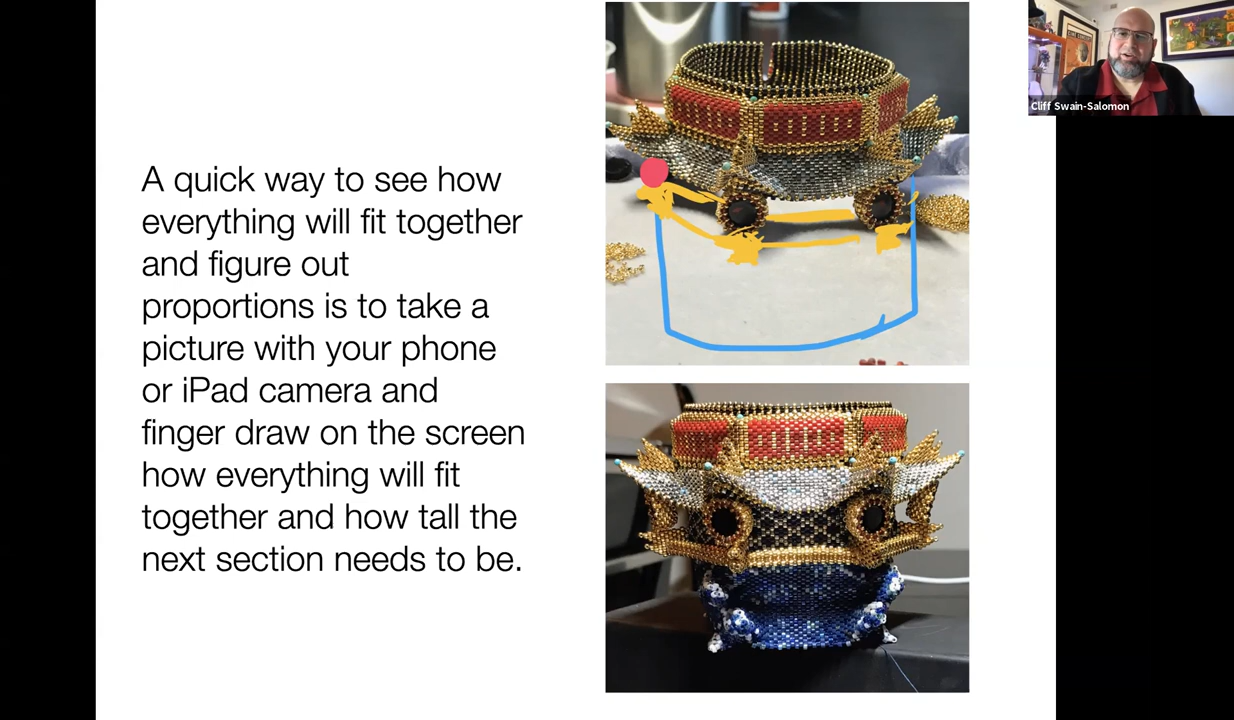 A quick way to see how
everything will fit together
and figure out
proportions is to take a
picture with your phone
or iPad camera and
finger draw on the screen
how everything will fit
together and how tall the
next section needs to be.
Cliff Swain-Salomon